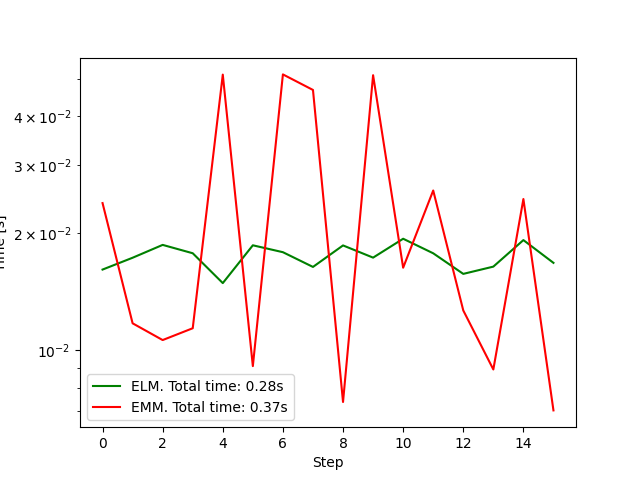 4 × 10⁻²
3 × 10⁻²
2 × 10⁻²
10⁻²
[s]
ELM. Total time: 0.28s
EMM. Total time: 0.37s
0 2 4 6 8 10 12 14
Step